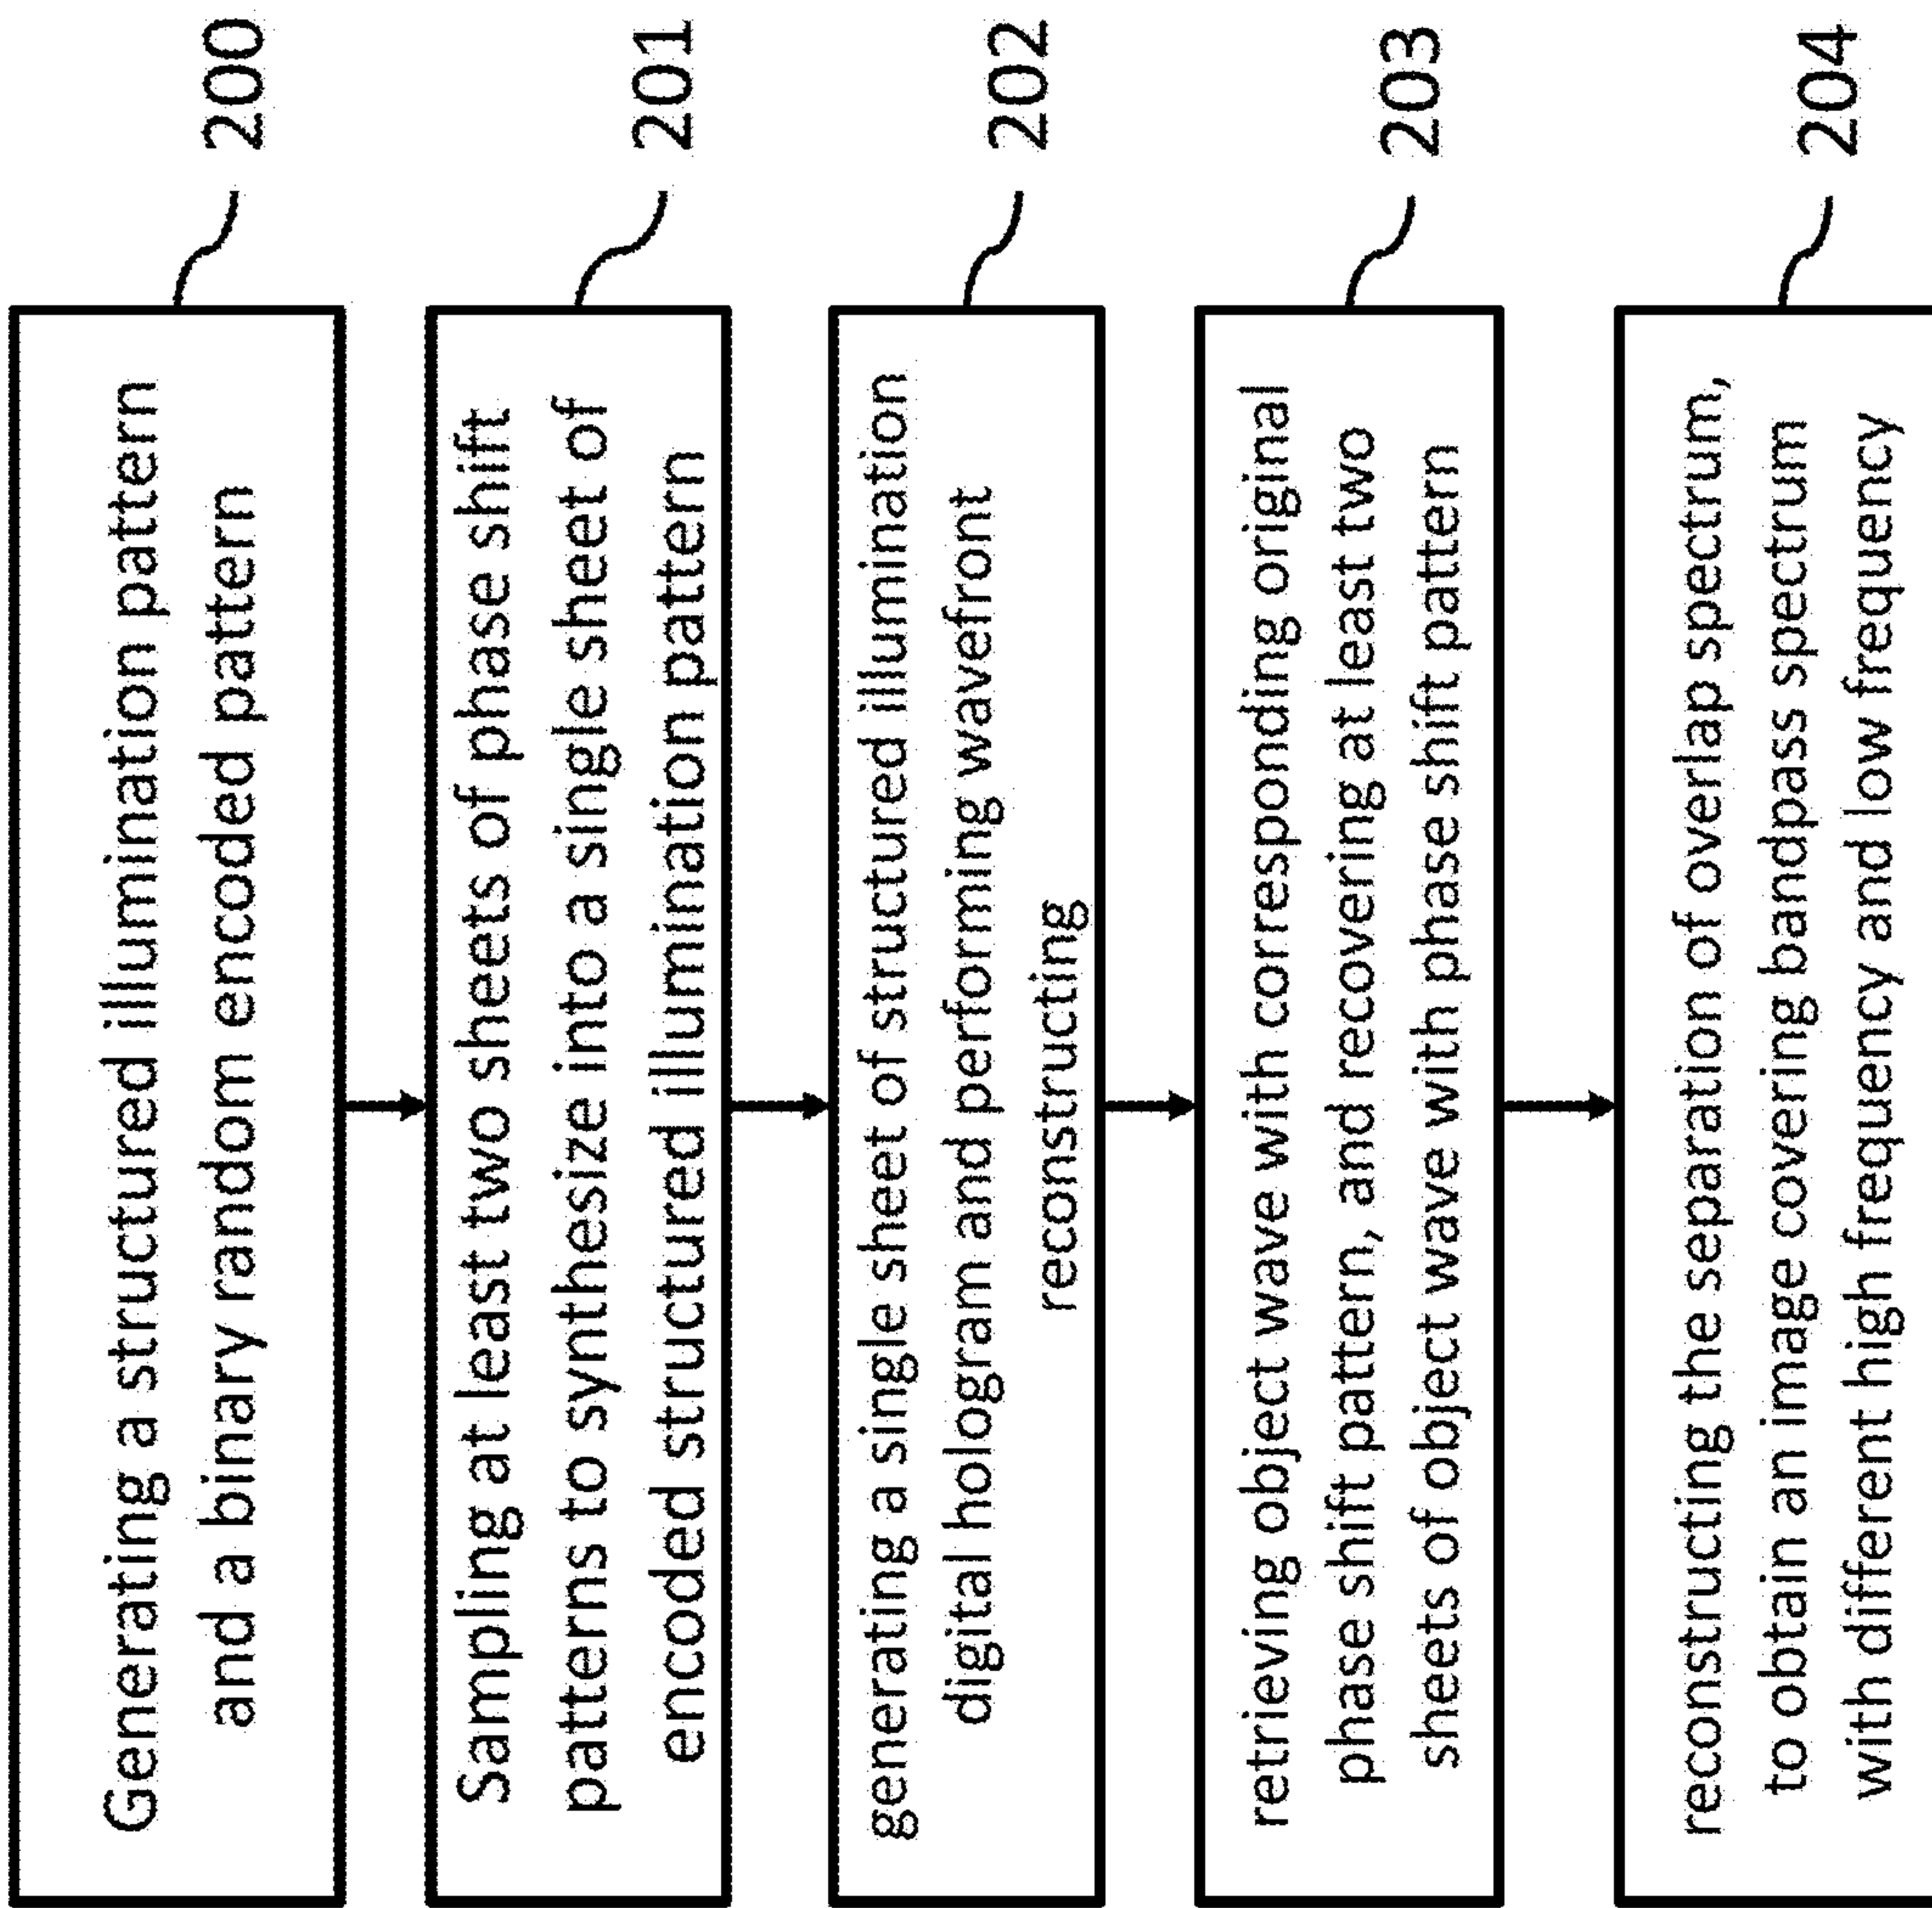 Generating a structured illumination pattern
and a binary random encoded pattern
200
Sampling at least two sheets of phase shift
patterns to synthesize into a single sheet of
encoded structured illumination pattern
201
generating a single sheet of structured illumination
digital hologram and performing wavefront
reconstructing
202
retrieving object wave with corresponding original
phase shift pattern, and recovering at least two
sheets of object wave with phase shift pattern
203
reconstructing the separation of overlap spectrum,
to obtain an image covering bandpass spectrum
with different high frequency and low frequency
204